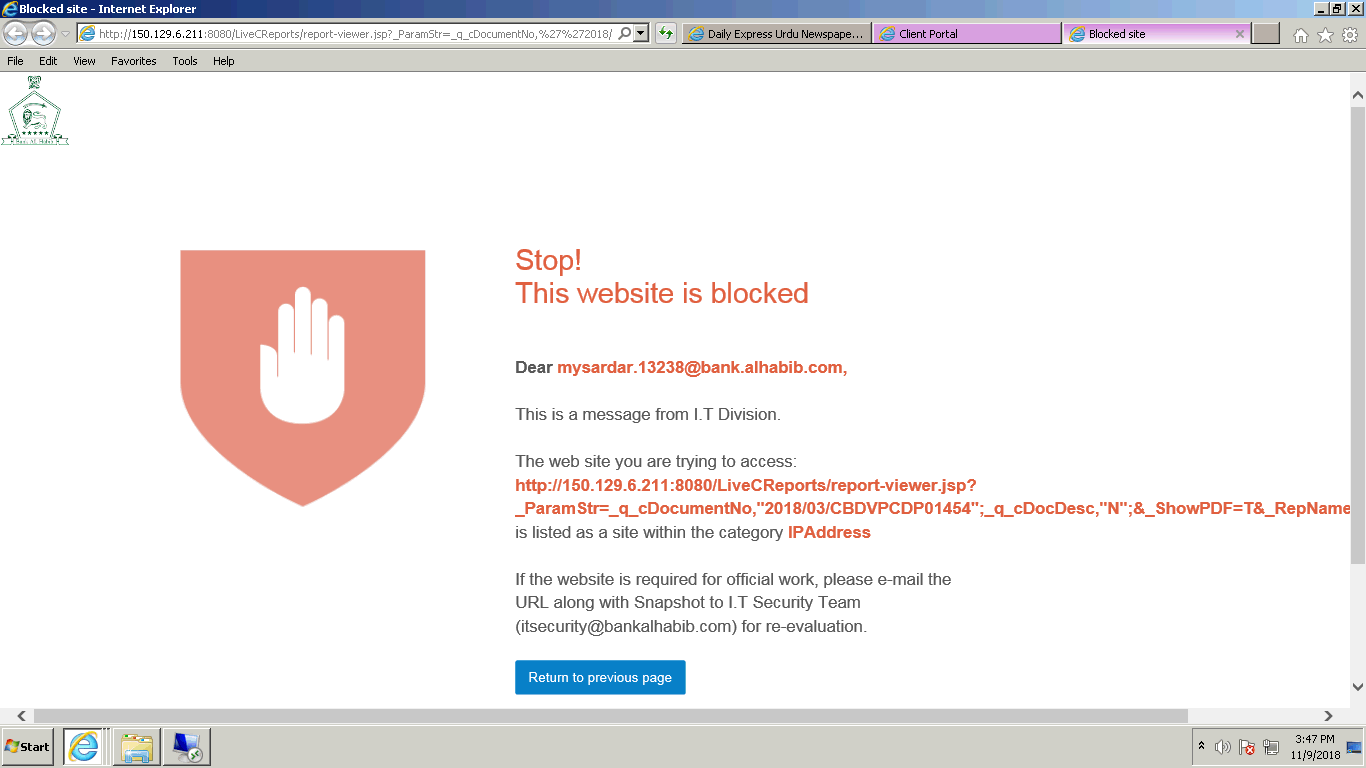 Blocked site - Internet Explorer
http://150.129.6.211:8080/LiveCReports/report-viewer.jsp?_ParamStr=_q_cDocumentNo,%27%272018/
Daily Express Urdu Newspape...
Client Portal
Blocked site
File Edit View Favorites Tools Help
Bank AL Habib
Stop!
This website is blocked
Dear mysardar.13238@bank.alhabib.com,
This is a message from I.T Division.
The web site you are trying to access:
http://150.129.6.211:8080/LiveCReports/report-viewer.jsp?
_ParamStr=_q_cDocumentNo,"2018/03/CBDVPCDP01454";_q_cDocDesc,"N";&_ShowPDF=T&_RepName
is listed as a site within the category IPAddress
If the website is required for official work, please e-mail the
URL along with Snapshot to I.T Security Team
(itsecurity@bankalhabib.com) for re-evaluation.
Return to previous page
Start
3:47 PM
11/9/2018